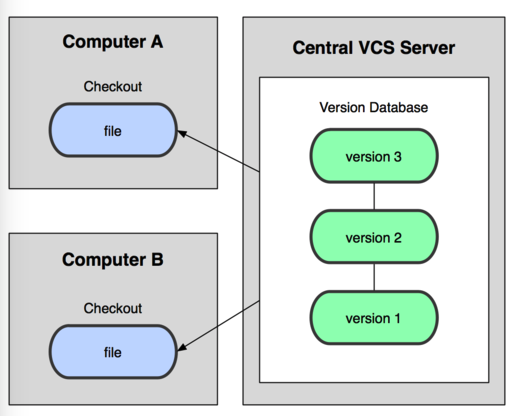 Computer A
Checkout
file
Computer B
Checkout
file
Central VCS Server
Version Database
version 3
version 2
version 1